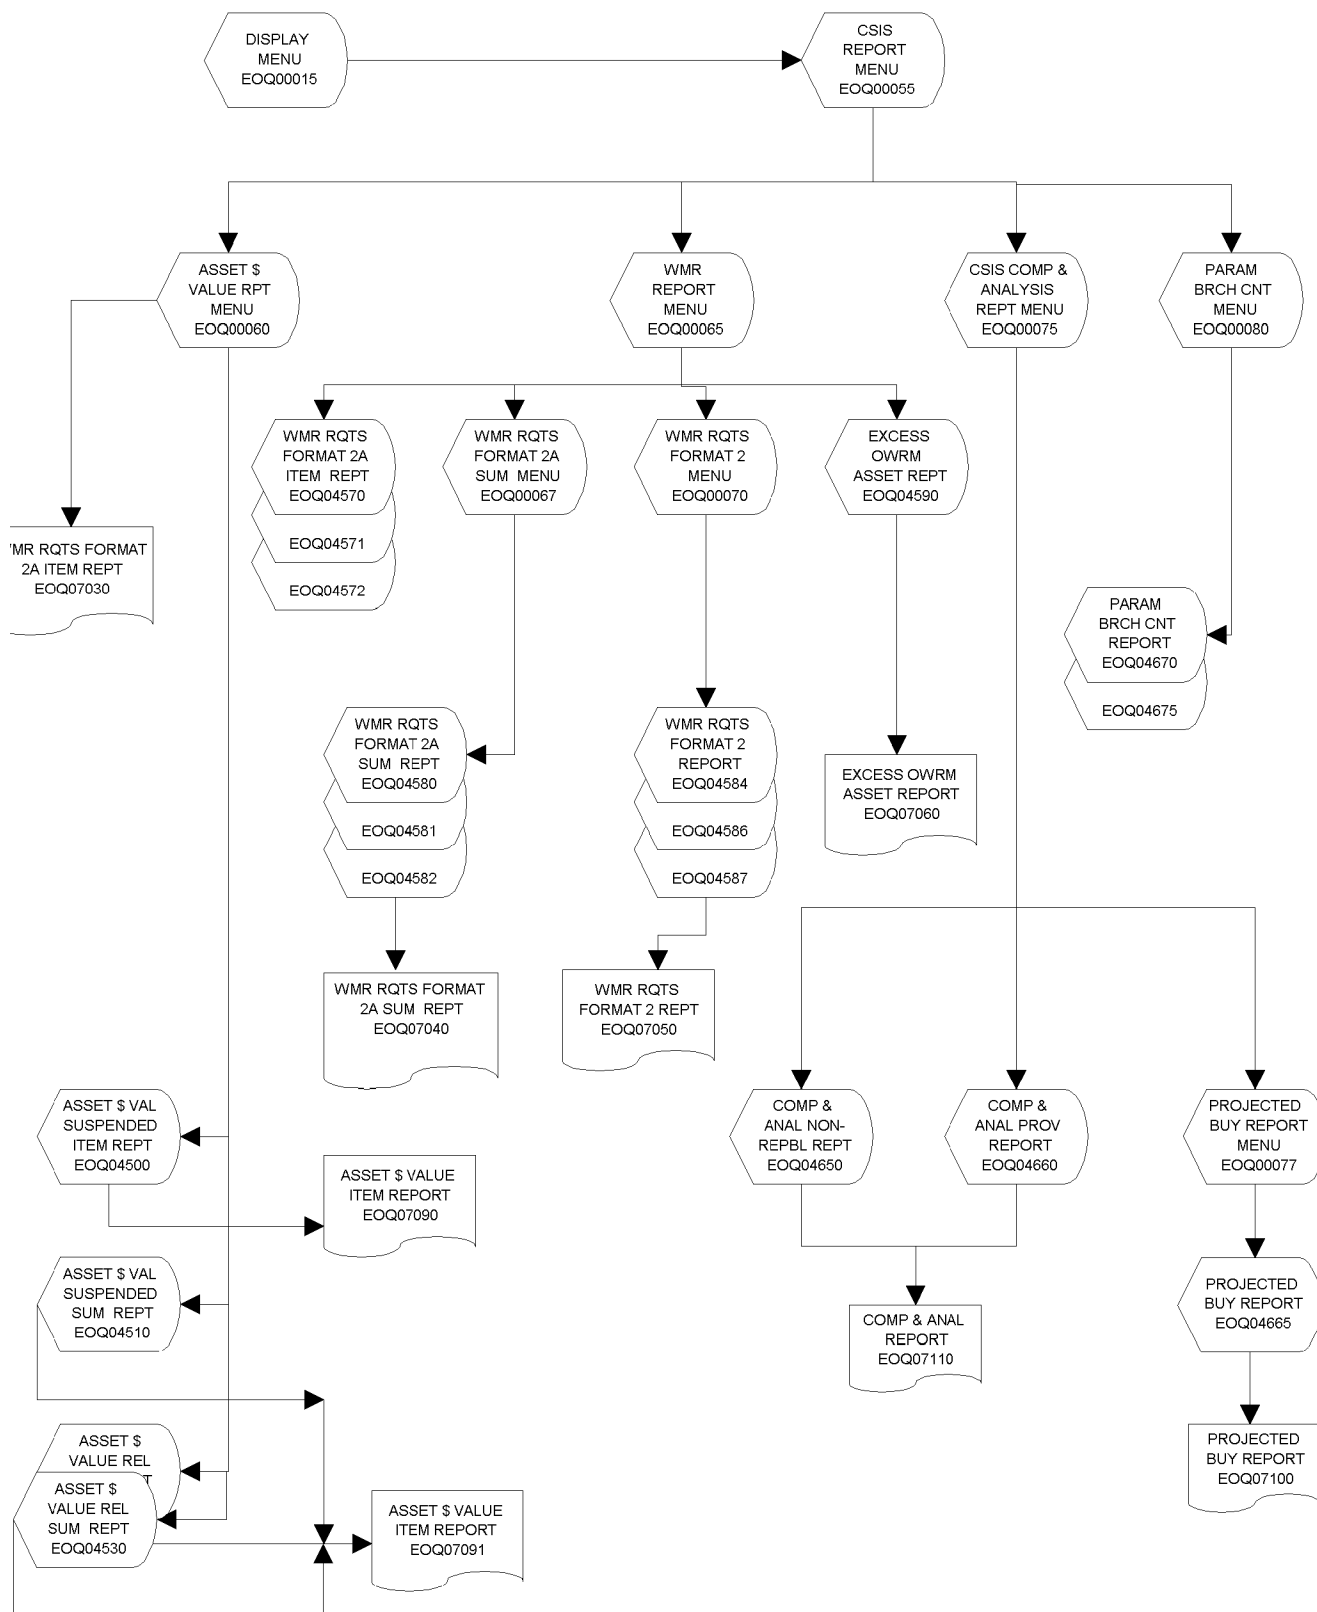 DISPLAY
MENU
EOQ00015
CSIS
REPORT
MENU
EOQ00055
ASSET $
VALUE RPT
MENU
EOQ00060
WMR
REPORT
MENU
EOQ00065
CSIS COMP &
ANALYSIS
REPT MENU
EOQ00075
PARAM
BRCH CNT
MENU
EOQ00080
WMR RQTS
FORMAT 2A
ITEM REPT
EOQ04570
EOQ04571
EOQ04572
WMR RQTS
FORMAT 2A
SUM MENU
EOQ00067
WMR RQTS
FORMAT 2
MENU
EOQ00070
EXCESS
OWRM
ASSET REPT
EOQ04590
MR RQTS FORMAT
2A ITEM REPT
EOQ07030
PARAM
BRCH CNT
REPORT
EOQ04670
EOQ04675
WMR RQTS
FORMAT 2A
SUM REPT
EOQ04580
EOQ04581
EOQ04582
WMR RQTS
FORMAT 2
REPORT
EOQ04584
EOQ04586
EOQ04587
EXCESS OWRM
ASSET REPORT
EOQ07060
WMR RQTS FORMAT
2A SUM REPT
EOQ07040
WMR RQTS
FORMAT 2 REPT
EOQ07050
ASSET $ VAL
SUSPENDED
ITEM REPT
EOQ04500
COMP &
ANAL NON-
REPBL REPT
EOQ04650
COMP &
ANAL PROV
REPORT
EOQ04660
PROJECTED
BUY REPORT
MENU
EOQ00077
ASSET $ VALUE
ITEM REPORT
EOQ07090
ASSET $ VAL
SUSPENDED
SUM REPT
EOQ04510
PROJECTED
BUY REPORT
EOQ04665
COMP & ANAL
REPORT
EOQ07110
ASSET $
VALUE REL
T
ASSET $
VALUE REL
SUM REPT
EOQ04530
ASSET $ VALUE
ITEM REPORT
EOQ07091
PROJECTED
BUY REPORT
EOQ07100